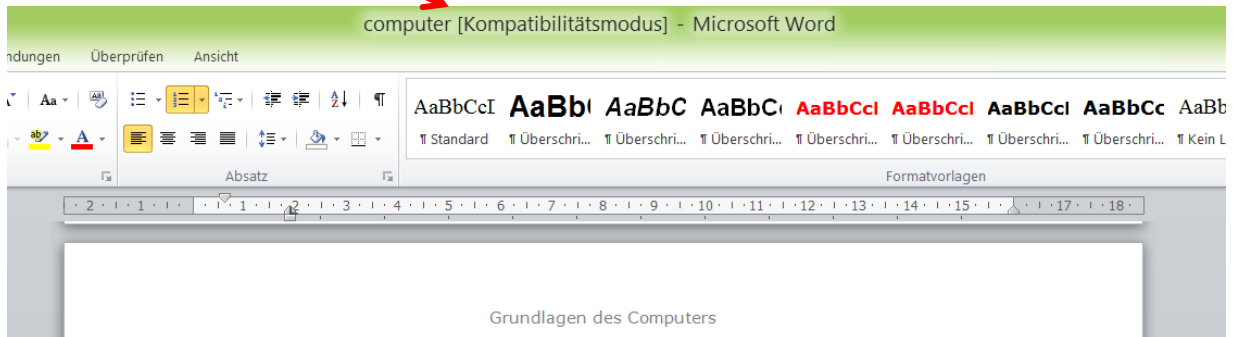 computer [Kompatibilitätsmodus] - Microsoft Word
ndungen Überprüfen Ansicht
Aa
AaBbCcI AaBb( AaBbC AaBbC( AaBbCcI AaBbCcI AaBbCcI AaBbCc AaBb
¶ Standard ¶ Überschri... ¶ Überschri... ¶ Überschri... ¶ Überschri... ¶ Überschri... ¶ Überschri... ¶ Überschri... ¶ Kein L
Absatz Formatvorlagen
2 1 1 2 3 4 5 6 7 8 9 10 11 12 13 14 15 17 18
Grundlagen des Computers